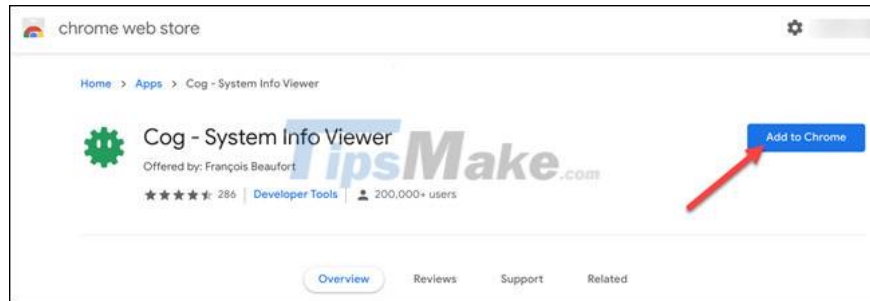 chrome web store
Home > Apps > Cog - System Info Viewer
Cog - System Info Viewer
Add to Chrome
Offered by: François Beaufort
TipsMake.com
286 | Developer Tools | 200,000+ users
Overview Reviews Support Related